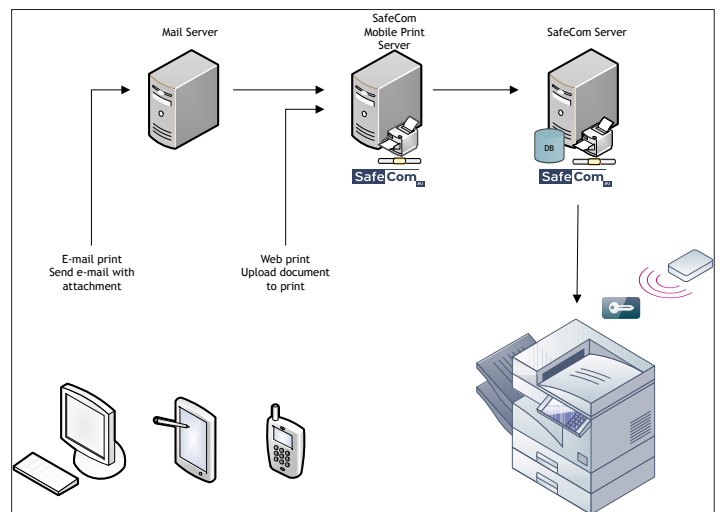 Mail Server
SafeCom
Mobile Print
Server
SafeCom Server
DB
SafeCom
SafeCom
E-mail print
Send e-mail with
attachment
Web print
Upload document
to print